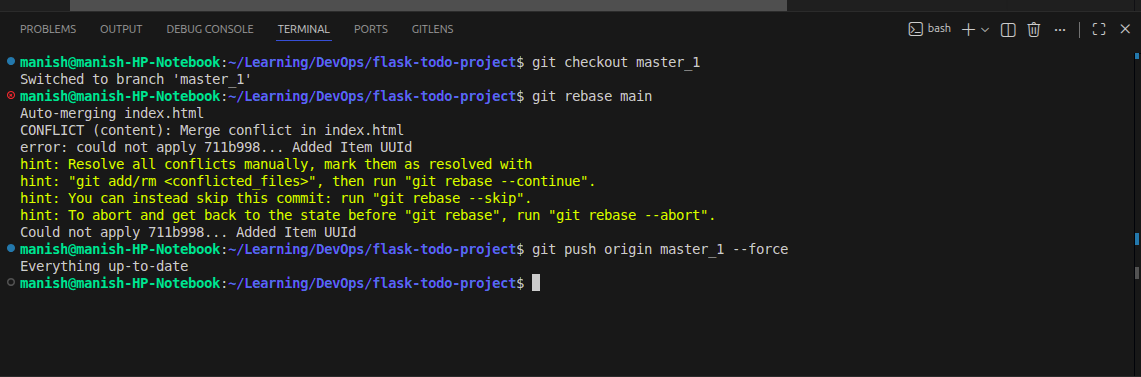 PROBLEMS OUTPUT DEBUG CONSOLE TERMINAL PORTS GITLENS bash
manish@manish-HP-Notebook:~/Learning/DevOps/flask-todo-project$ git checkout master_1
Switched to branch 'master_1'
manish@manish-HP-Notebook:~/Learning/DevOps/flask-todo-project$ git rebase main
Auto-merging index.html
CONFLICT (content): Merge conflict in index.html
error: could not apply 711b998... Added Item UUId
hint: Resolve all conflicts manually, mark them as resolved with
hint: "git add/rm <conflicted_files>", then run "git rebase --continue".
hint: You can instead skip this commit: run "git rebase --skip".
hint: To abort and get back to the state before "git rebase", run "git rebase --abort".
Could not apply 711b998... Added Item UUId
manish@manish-HP-Notebook:~/Learning/DevOps/flask-todo-project$ git push origin master_1 --force
Everything up-to-date
manish@manish-HP-Notebook:~/Learning/DevOps/flask-todo-project$